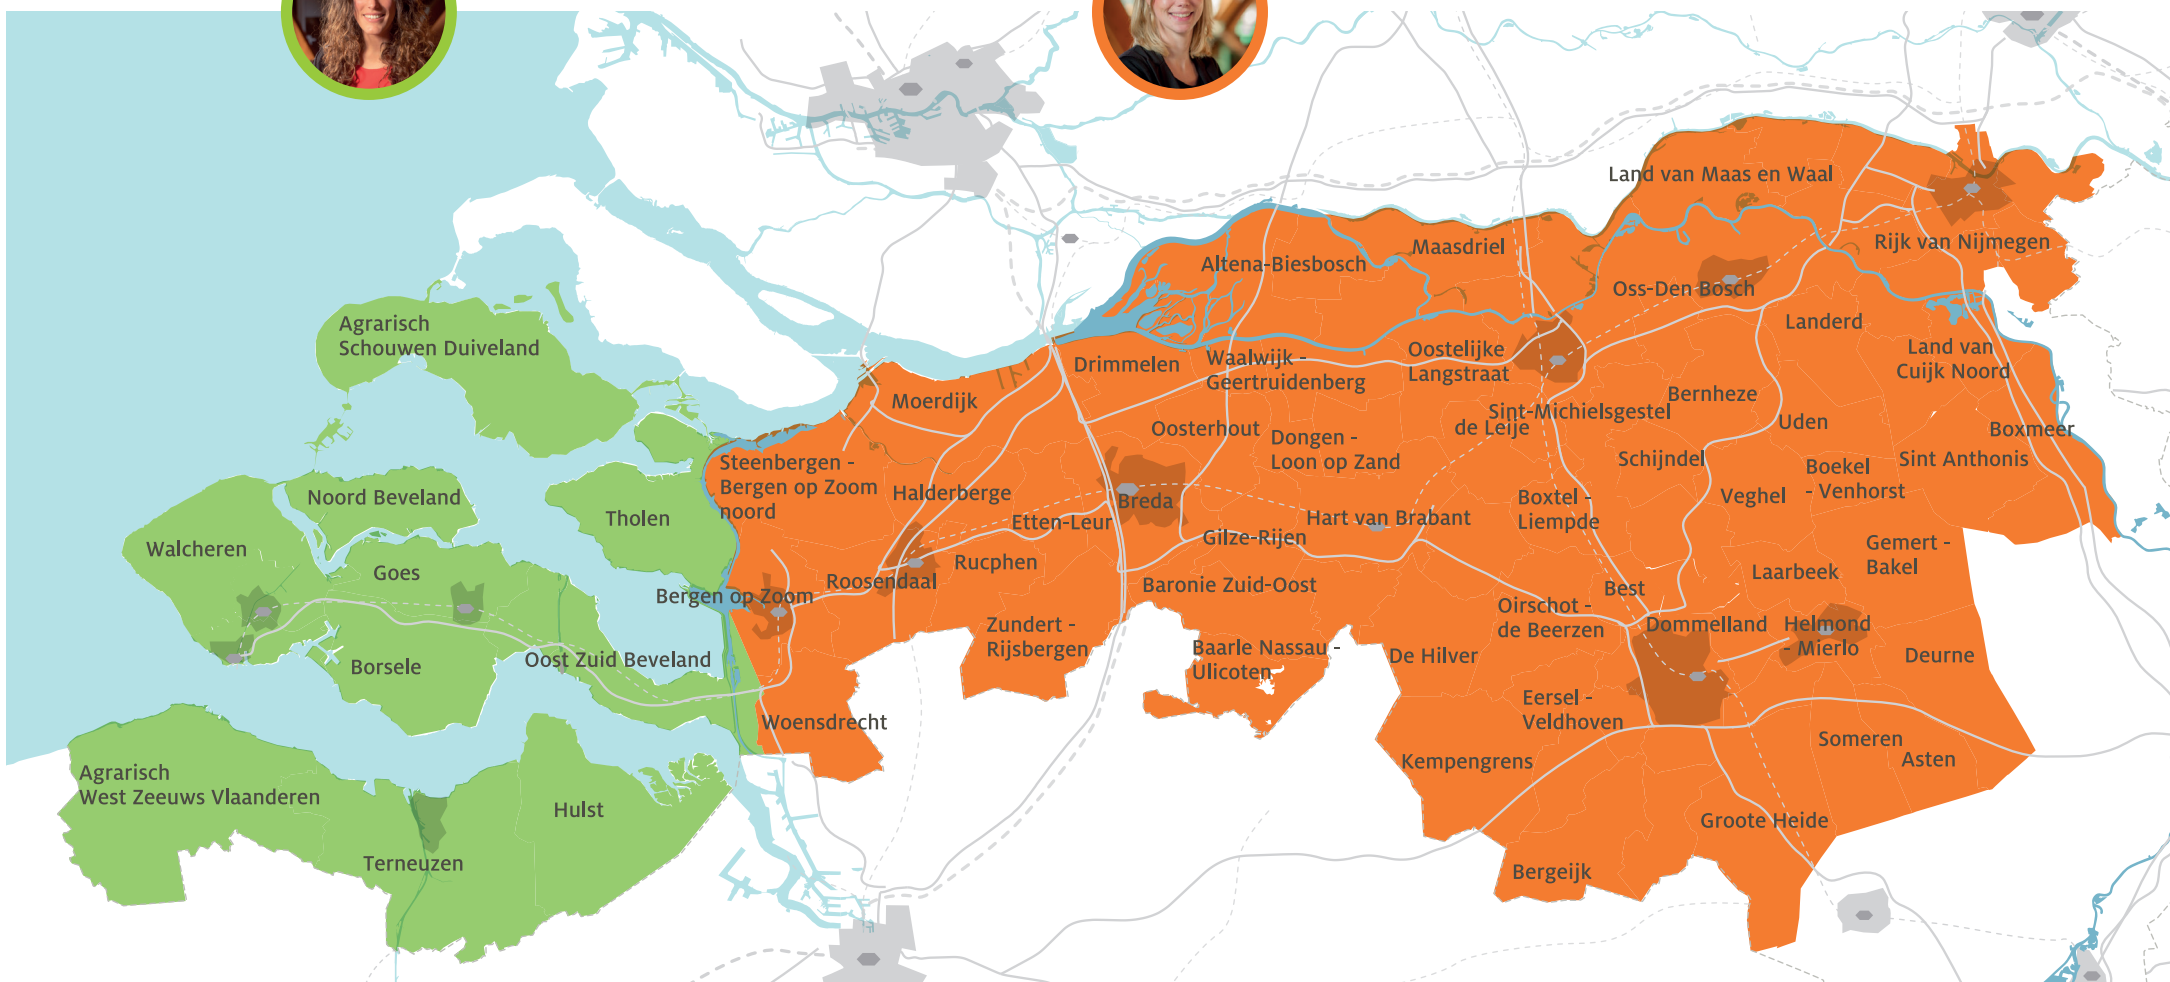 Land van Maas en Waal
Rijk van Nijmegen
Maasdriel
Altena-Biesbosch
Oss-Den Bosch
Landerd
Agrarisch
Schouwen Duiveland
Land van
Cuijk Noord
Oostelijke
Langstraat
Waalwijk -
Geertruidenberg
Drimmelen
Moerdijk
Bernheze
Sint-Michielsgestel
de Leije
Uden
Boxmeer
Oosterhout
Dongen -
Loon op Zand
Schijndel
Sint Anthonis
Boekel
- Venhorst
Steenbergen -
Bergen op Zoom
noord
Halderberge
Noord Beveland
Tholen
Veghel
Boxtel -
Liempde
Breda
Etten-Leur
Hart van Brabant
Gilze-Rijen
Walcheren
Goes
Gemert -
Bakel
Rucphen
Laarbeek
Roosendaal
Baronie Zuid-Oost
Best
Bergen op Zoom
Oirschot -
de Beerzen
Dommelland
Helmond
- Mierlo
Zundert -
Rijsbergen
Baarle Nassau -
Ulicoten
De Hilver
Deurne
Borsele
Oost Zuid Beveland
Eersel -
Veldhoven
Woensdrecht
Someren
Asten
Kempengrens
Agrarisch
West Zeeuws Vlaanderen
Hulst
Groote Heide
Terneuzen
Bergeijk